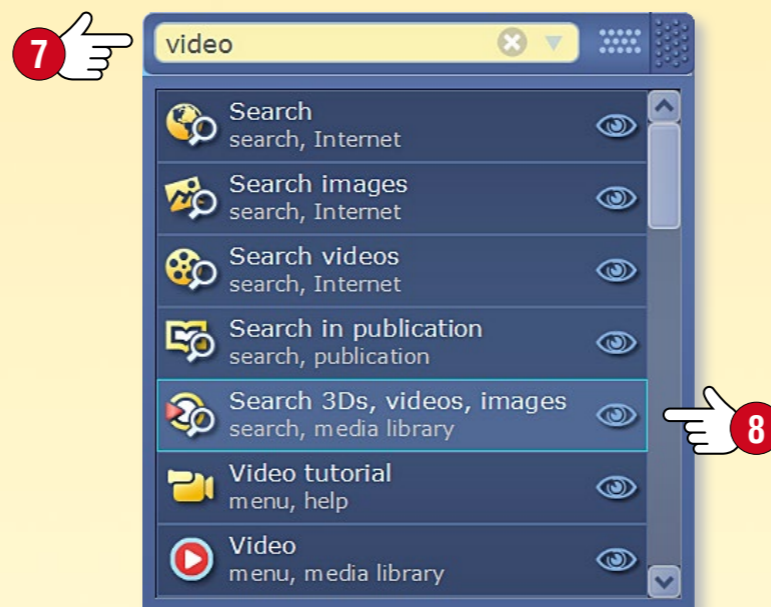 7
video
Search
search, Internet
Search images
search, Internet
Search videos
search, Internet
Search in publication
search, publication
Search 3Ds, videos, images
search, media library
8
Video tutorial
menu, help
Video
menu, media library